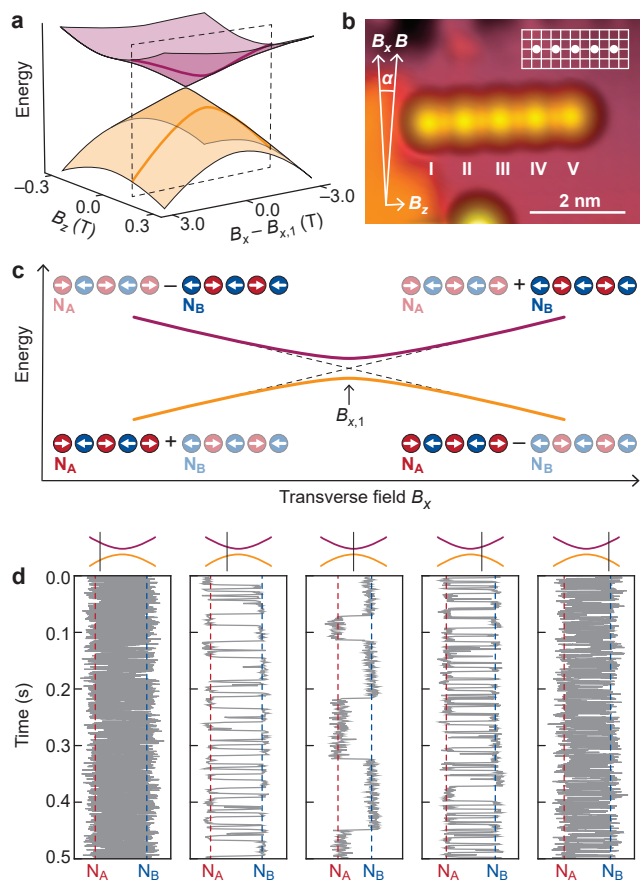 a
Energy
−0.3
0.0
0.3
B_z (T)
3.0
0.0
−3.0
B_x − B_x,1 (T)
b
B_x B
α
B_z
I II III IV V
2 nm
c
Energy
− 
N_A N_B
+
N_A N_B
B_x,1
+
N_A N_B
−
N_A N_B
Transverse field B_x
d
Time (s)
0.0
0.1
0.2
0.3
0.4
0.5
N_A N_B N_A N_B N_A N_B N_A N_B N_A N_B